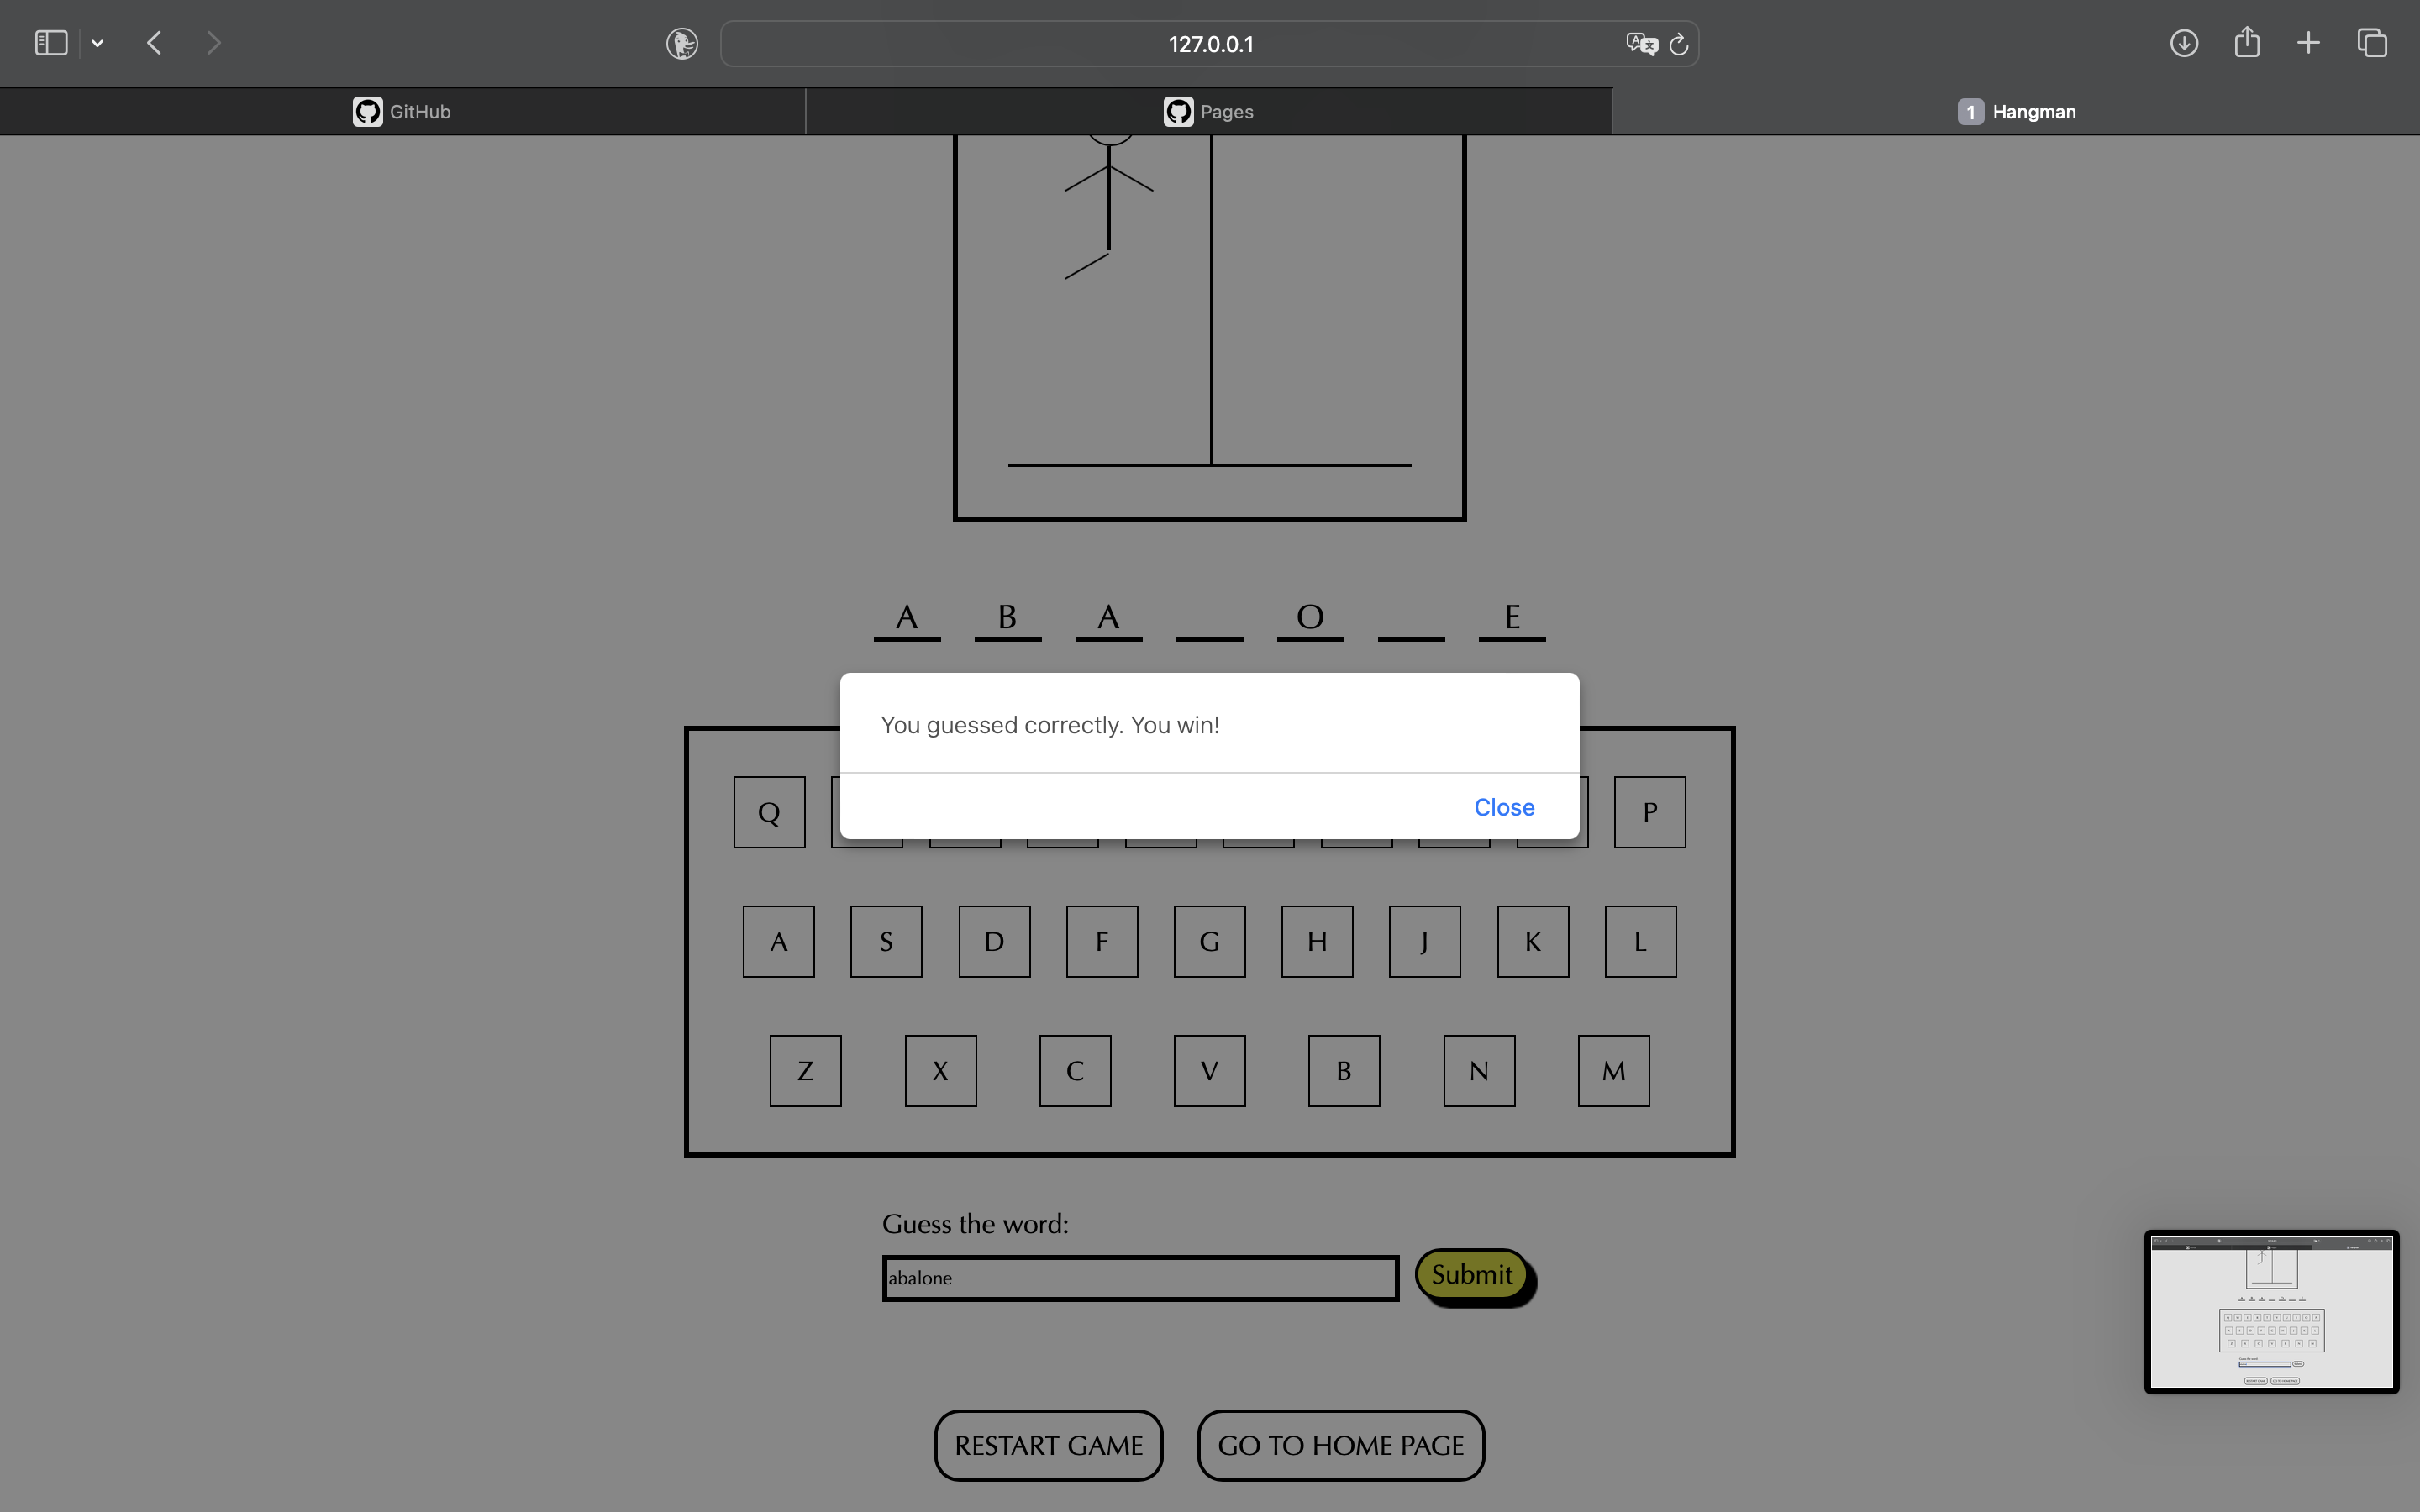 127.0.0.1
GitHub
Pages
1 Hangman
A B A O E
You guessed correctly. You win!
Close
Q P
A S D F G H J K L
Z X C V B N M
Guess the word:
abalone
Submit
RESTART GAME
GO TO HOME PAGE